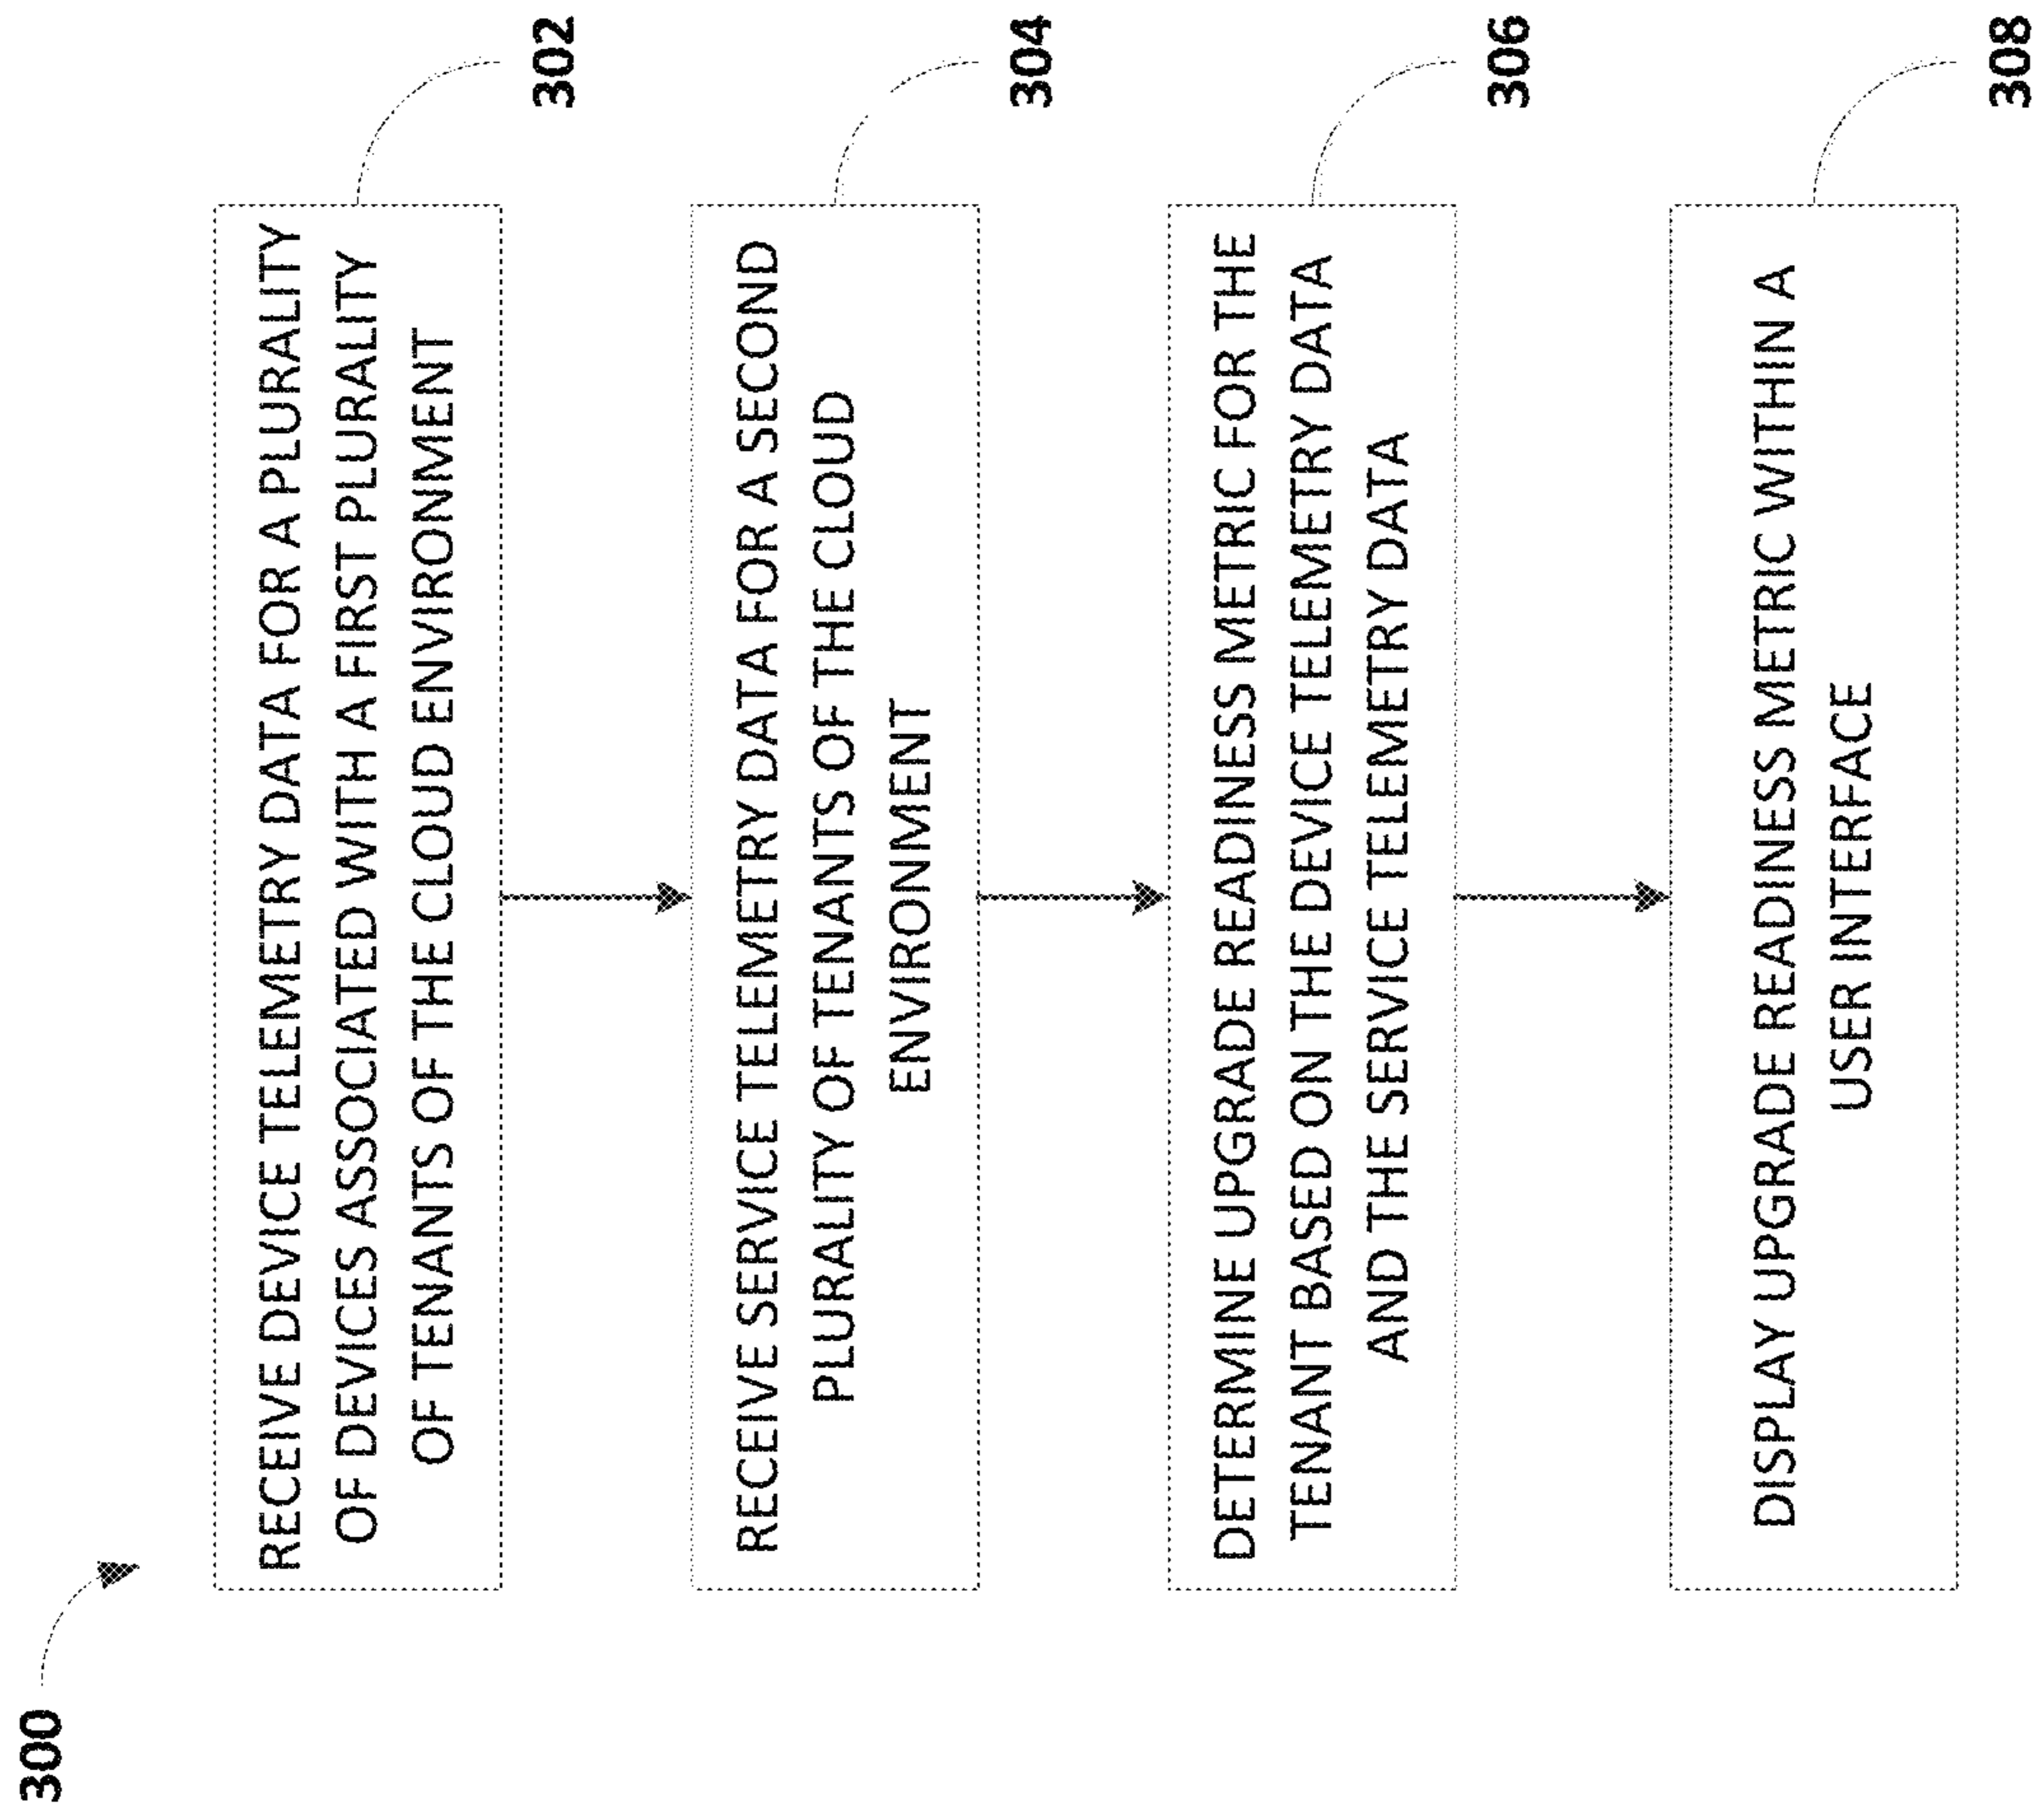 300
RECEIVE DEVICE TELEMETRY DATA FOR A PLURALITY
OF DEVICES ASSOCIATED WITH A FIRST PLURALITY
OF TENANTS OF THE CLOUD ENVIRONMENT
302
RECEIVE SERVICE TELEMETRY DATA FOR A SECOND
PLURALITY OF TENANTS OF THE CLOUD
ENVIRONMENT
304
DETERMINE UPGRADE READINESS METRIC FOR THE
TENANT BASED ON THE DEVICE TELEMETRY DATA
AND THE SERVICE TELEMETRY DATA
306
DISPLAY UPGRADE READINESS METRIC WITHIN A
USER INTERFACE
308